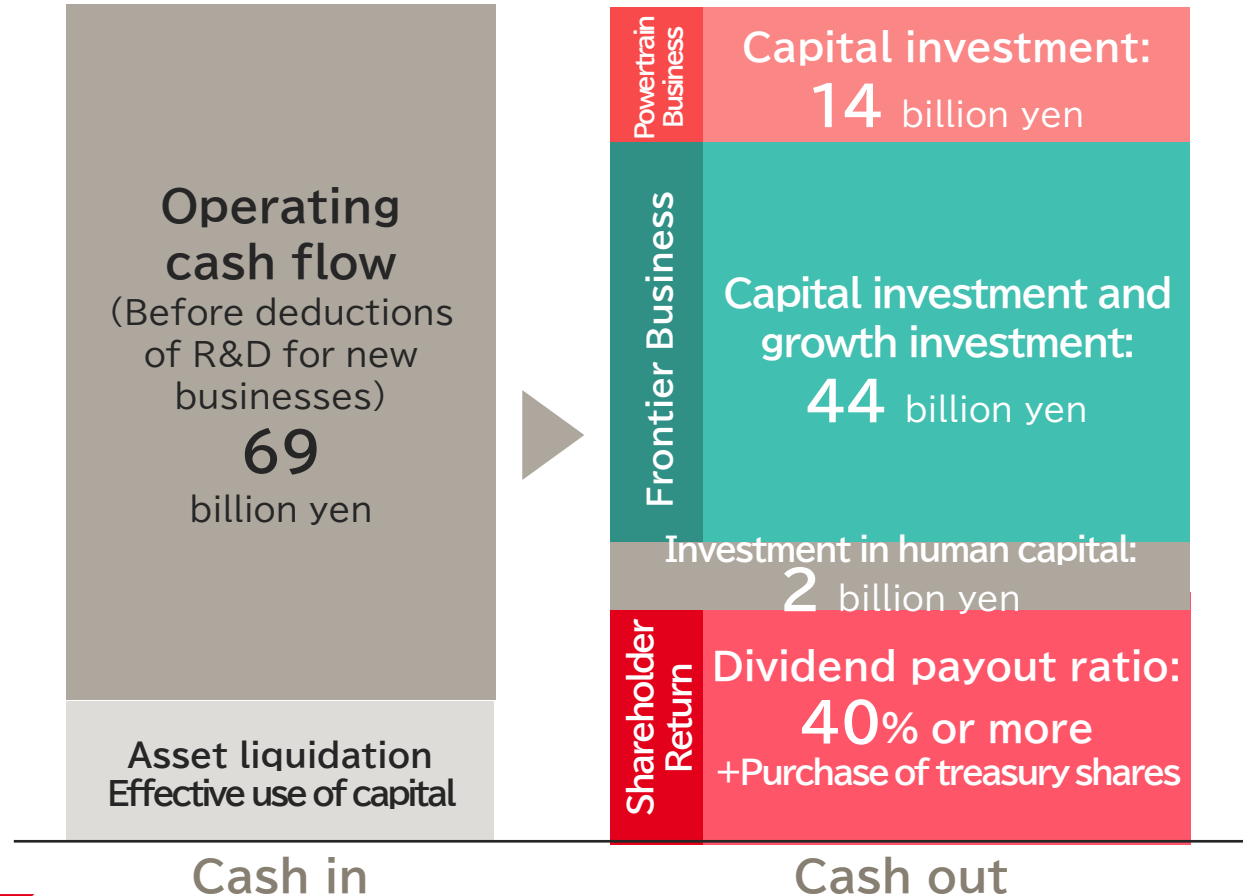 Operating
cash flow
(Before deductions
of R&D for new
businesses)
69
billion yen
Asset liquidation
Effective use of capital
Cash in
Powertrain
Business
Capital investment:
14 billion yen
Frontier Business
Capital investment and
growth investment:
44 billion yen
Investment in human capital:
2 billion yen
Shareholder
Return
Dividend payout ratio:
40% or more
+Purchase of treasury shares
Cash out